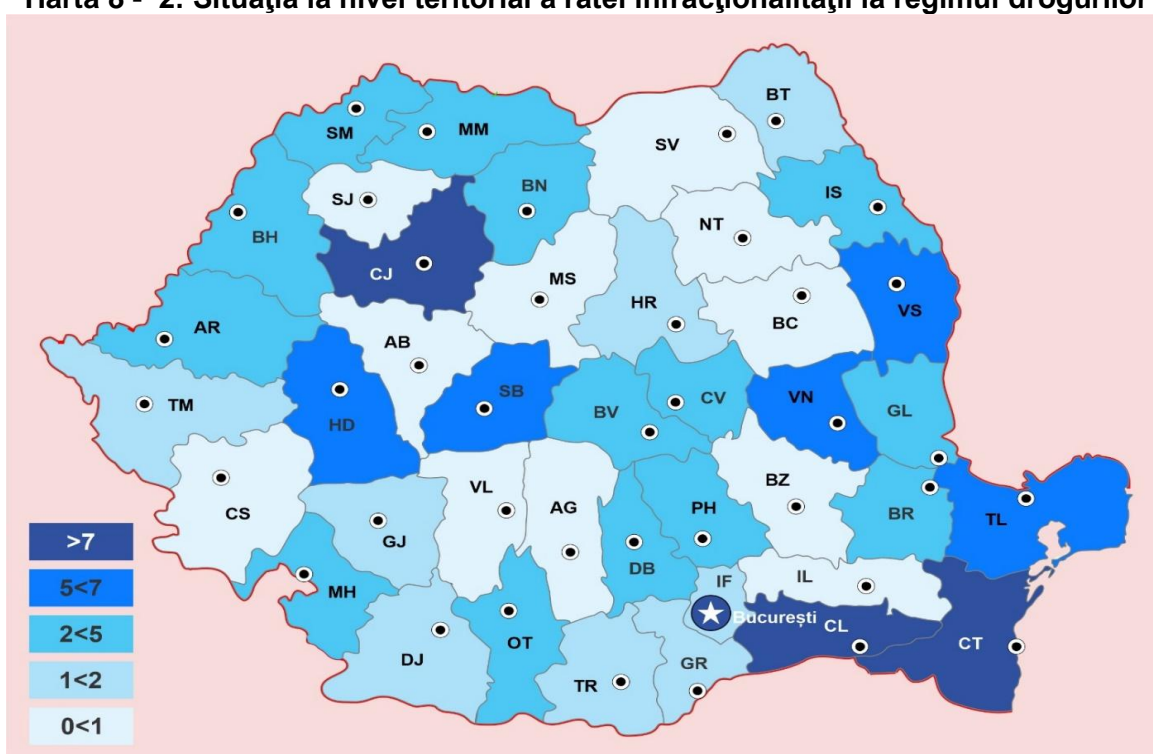 Harta 8 - 2. Situaţia la nivel teritorial a ratei infracţionalităţii la regimul drogurilor
BT
SM
MM
SV
SJ
BN
IS
BH
NT
CJ
MS
HR
BC
VS
AR
AB
TM
HD
SB
BV
CV
VN
GL
CS
VL
AG
BZ
PH
BR
TL
GJ
DB
MH
IF
IL
București
CL
CT
DJ
OT
TR
GR
>7
5<7
2<5
1<2
0<1